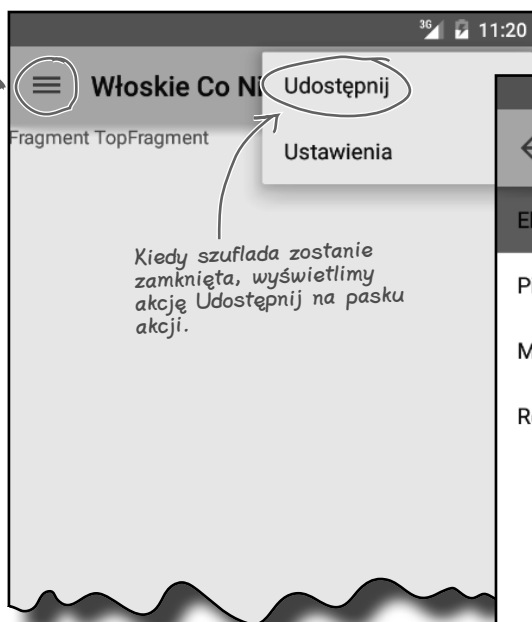 3G 11:20
Włoskie Co Ni
Udostępnij
Fragment TopFragment
Ustawienia
Kiedy szuflada zostanie
zamknięta, wyświetlimy
akcję Udostępnij na pasku
akcji.
El
P
M
R